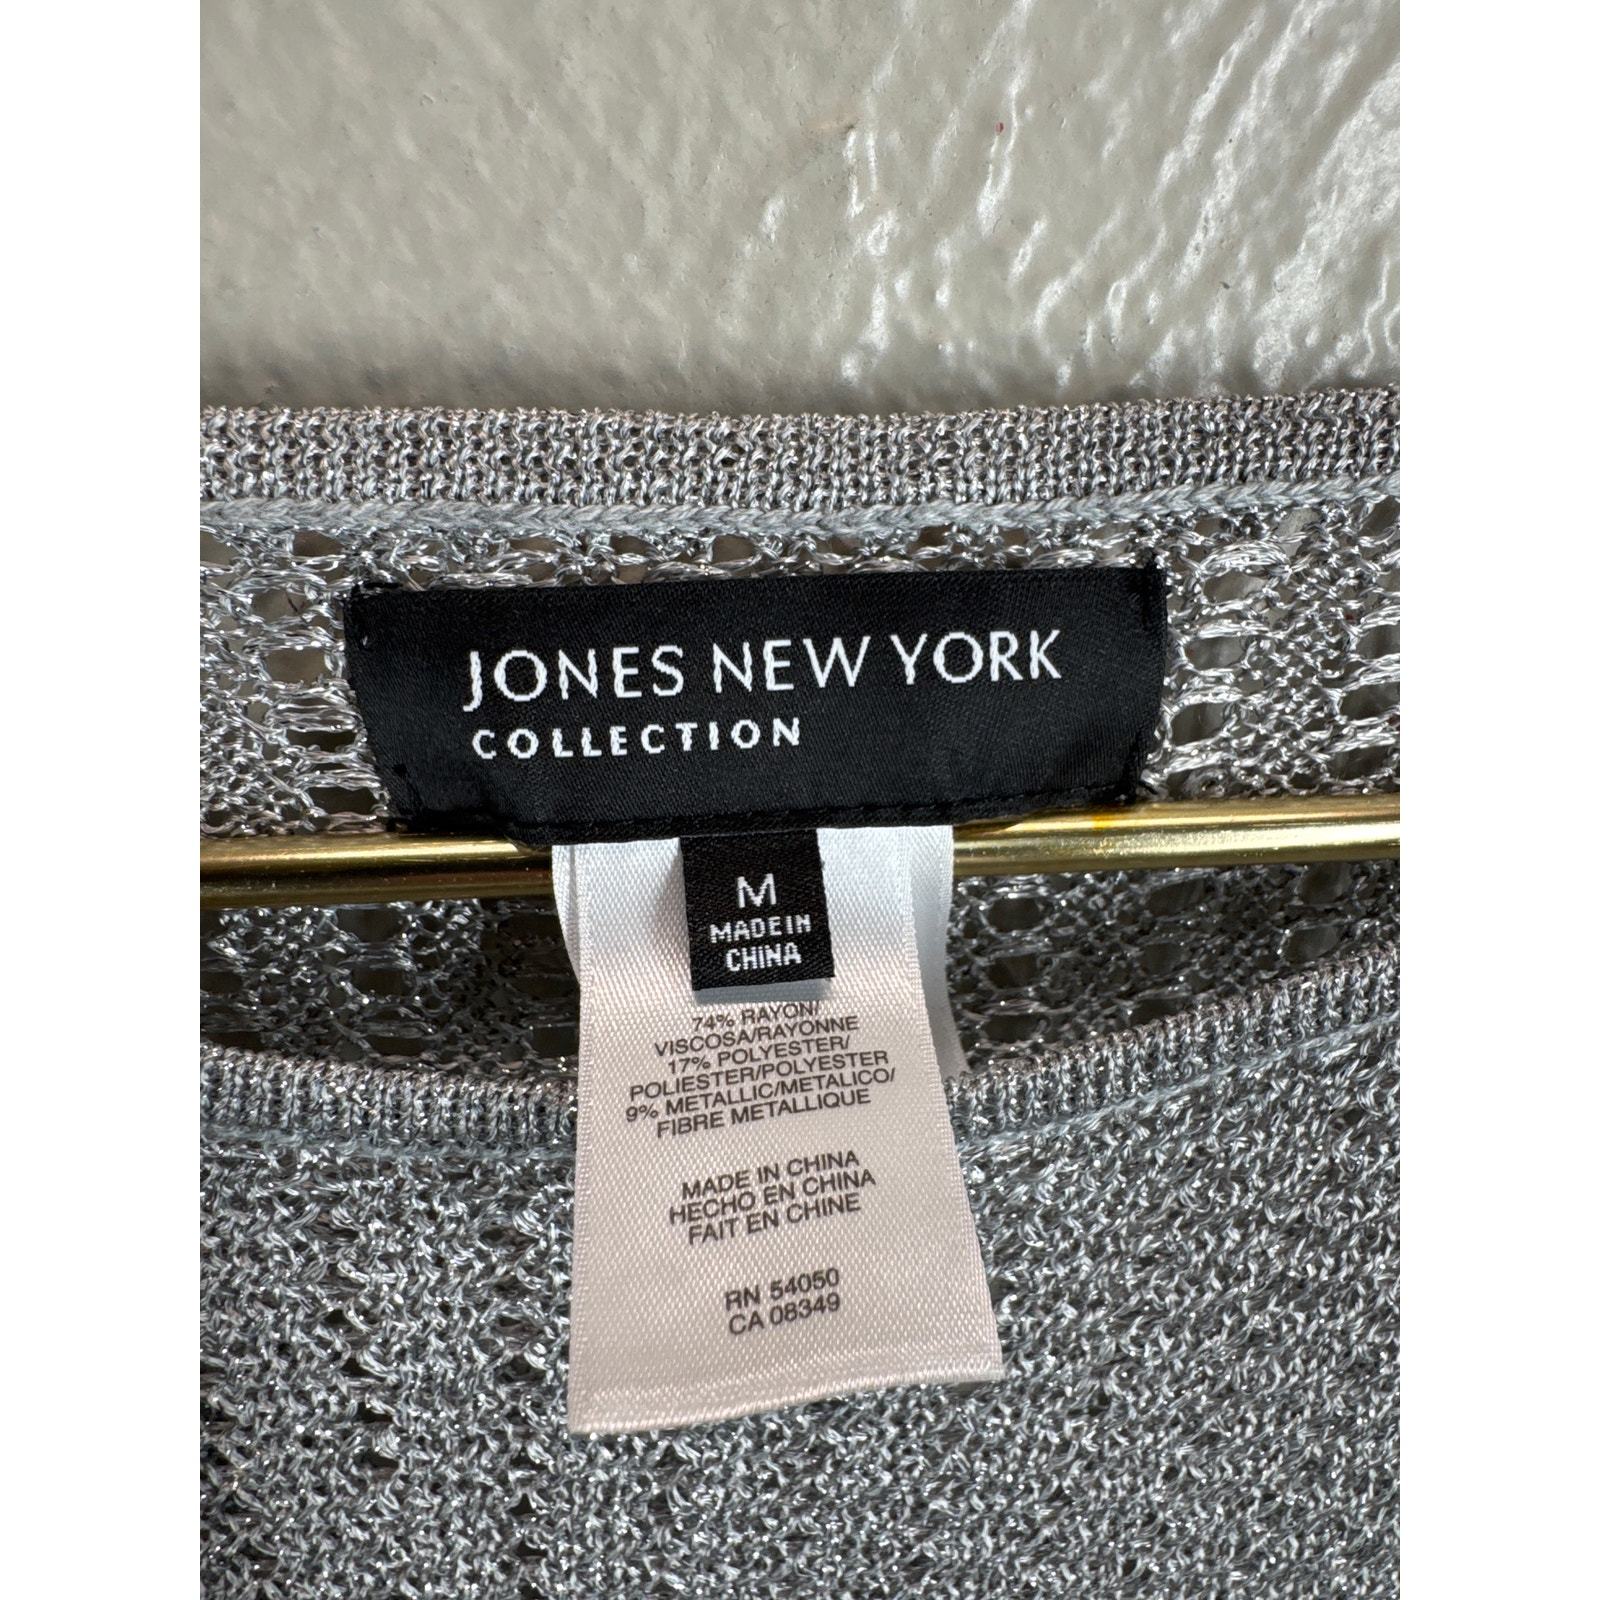 JONES NEW YORK
COLLECTION
M
MADE IN
CHINA
74% RAYON/
VISCOSA/RAYONNE
17% POLYESTER/
POLIESTER/POLYESTER
9% METALLIC/METALICO/
FIBRE METALLIQUE
MADE IN CHINA
HECHO EN CHINA
FAIT EN CHINE
RN 54050
CA 08349